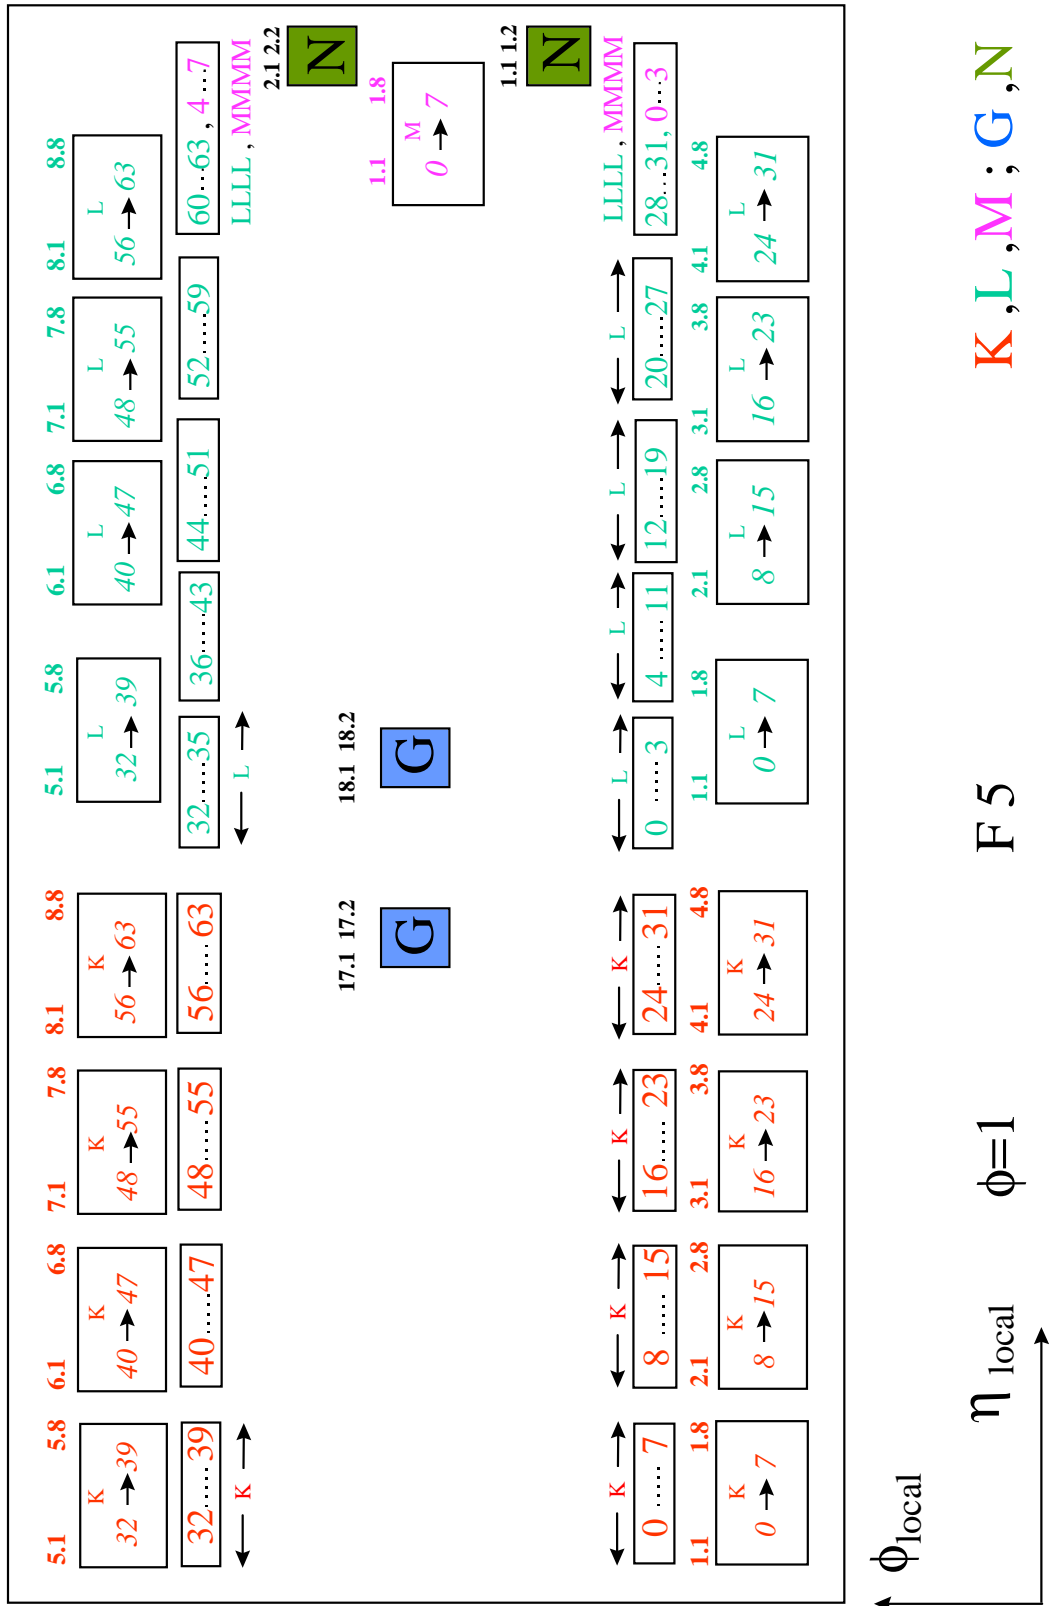 5.1 5.8 6.1 6.8 7.1 7.8 8.1 8.8 5.1 5.8 6.1 6.8 7.1 7.8 8.1 8.8
K K K K L L L L
32 → 39 40 → 47 48 → 55 56 → 63 32 → 39 40 → 47 48 → 55 56 → 63
32......39 40......47 48......55 56......63 32......35 36......43 44......51 52......59 60...63 , 4...7
← K → ← L → LLLL , MMMM
2.1 2.2
N
17.1 17.2 18.1 18.2 1.1 1.8
M
G G 0 → 7
1.1 1.2
N
← K → ← K → ← K → ← K → ← L → ← L → ← L → ← L → LLLL , MMMM
0 ...... 7 8 ...... 15 16...... 23 24......31 0 ..... 3 4 ...... 11 12......19 20......27 28....31, 0...3
1.1 1.8 2.1 2.8 3.1 3.8 4.1 4.8 1.1 1.8 2.1 2.8 3.1 3.8 4.1 4.8
K K K K L L L L
0 → 7 8 → 15 16 → 23 24 → 31 0 → 7 8 → 15 16 → 23 24 → 31
ϕlocal
η local ϕ=1 F 5 K ,L ,M ; G ,N